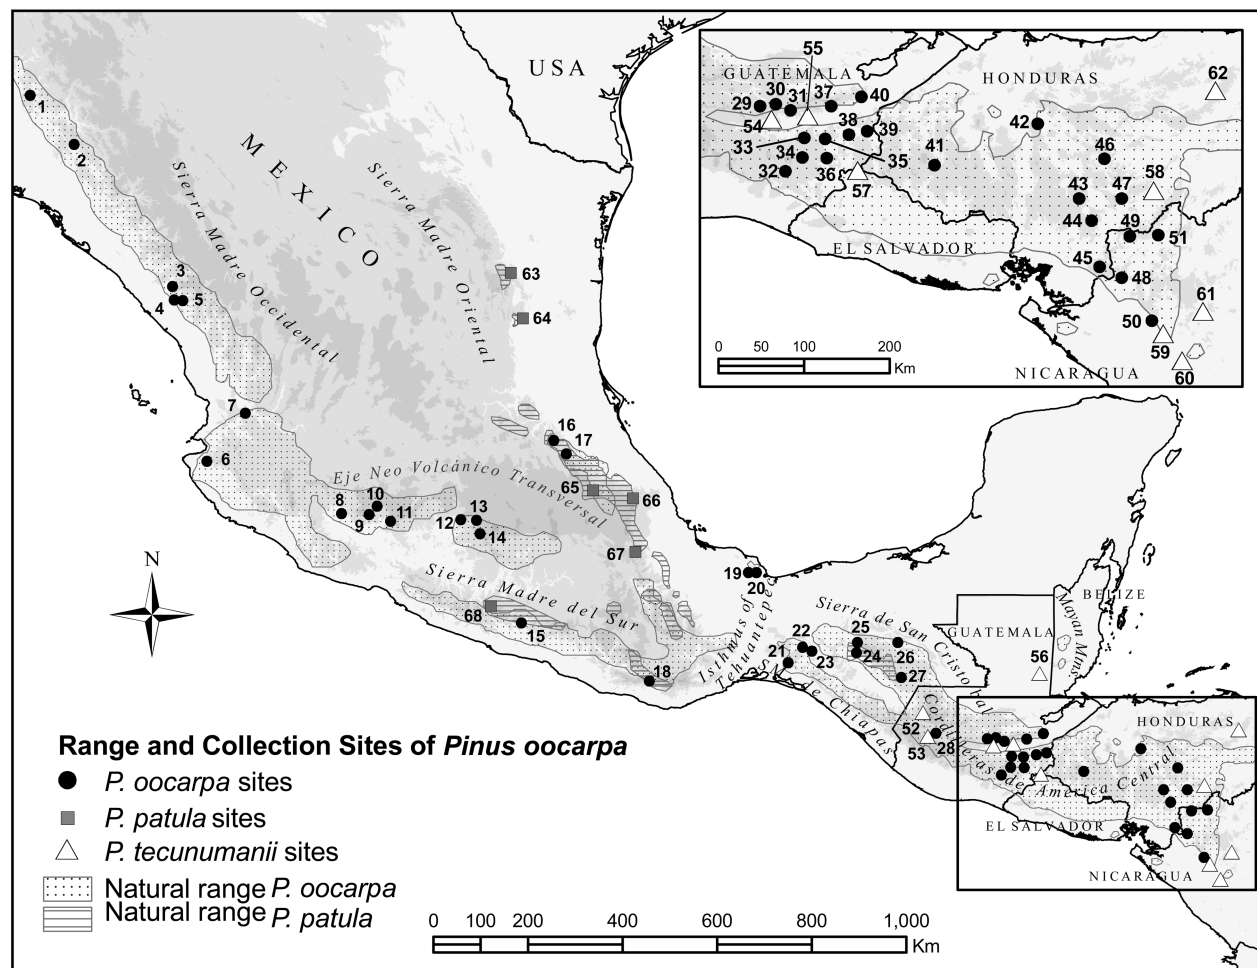 USA
MEXICO
Sierra Madre Occidental
Sierra Madre Oriental
1
2
3
4
5
6
7
Eje Neo Volcánico Transversal
8
9
10
11
12
13
14
16
17
63
64
65
66
67
Sierra Madre del Sur
68
15
18
19
20
Isthmus of
Tehuantepec
Sierra de San Cristobal
21
22
23
24
25
26
27
S. M. de Chiapas
GUATEMALA
BELIZE
Mayan Mtns
56
52
53
28
Cordilleras de America Central
HONDURAS
EL SALVADOR
NICARAGUA
N
GUATEMALA
HONDURAS
55
62
29
30
31
37
40
54
38
39
33
35
34
36
32
57
41
42
46
43
47
58
44
49
51
45
48
50
61
59
60
EL SALVADOR
NICARAGUA
0 50 100 200
Km
Range and Collection Sites of Pinus oocarpa
P. oocarpa sites
P. patula sites
P. tecunumanii sites
Natural range P. oocarpa
Natural range P. patula
0 100 200 400 600 800 1,000
Km